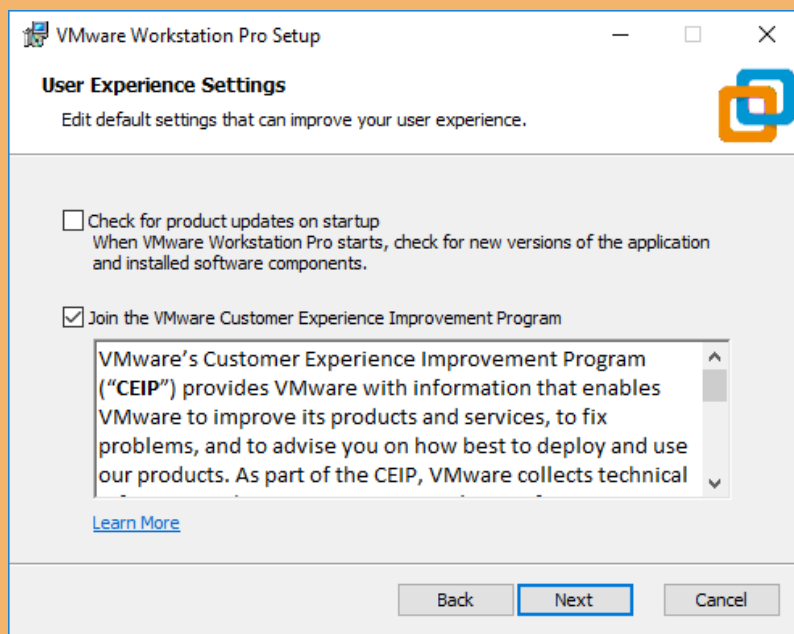 VMware Workstation Pro Setup
User Experience Settings
Edit default settings that can improve your user experience.
Check for product updates on startup
When VMware Workstation Pro starts, check for new versions of the application
and installed software components.
Join the VMware Customer Experience Improvement Program
VMware’s Customer Experience Improvement Program
(“CEIP”) provides VMware with information that enables
VMware to improve its products and services, to fix
problems, and to advise you on how best to deploy and use
our products. As part of the CEIP, VMware collects technical
Learn More
Back
Next
Cancel